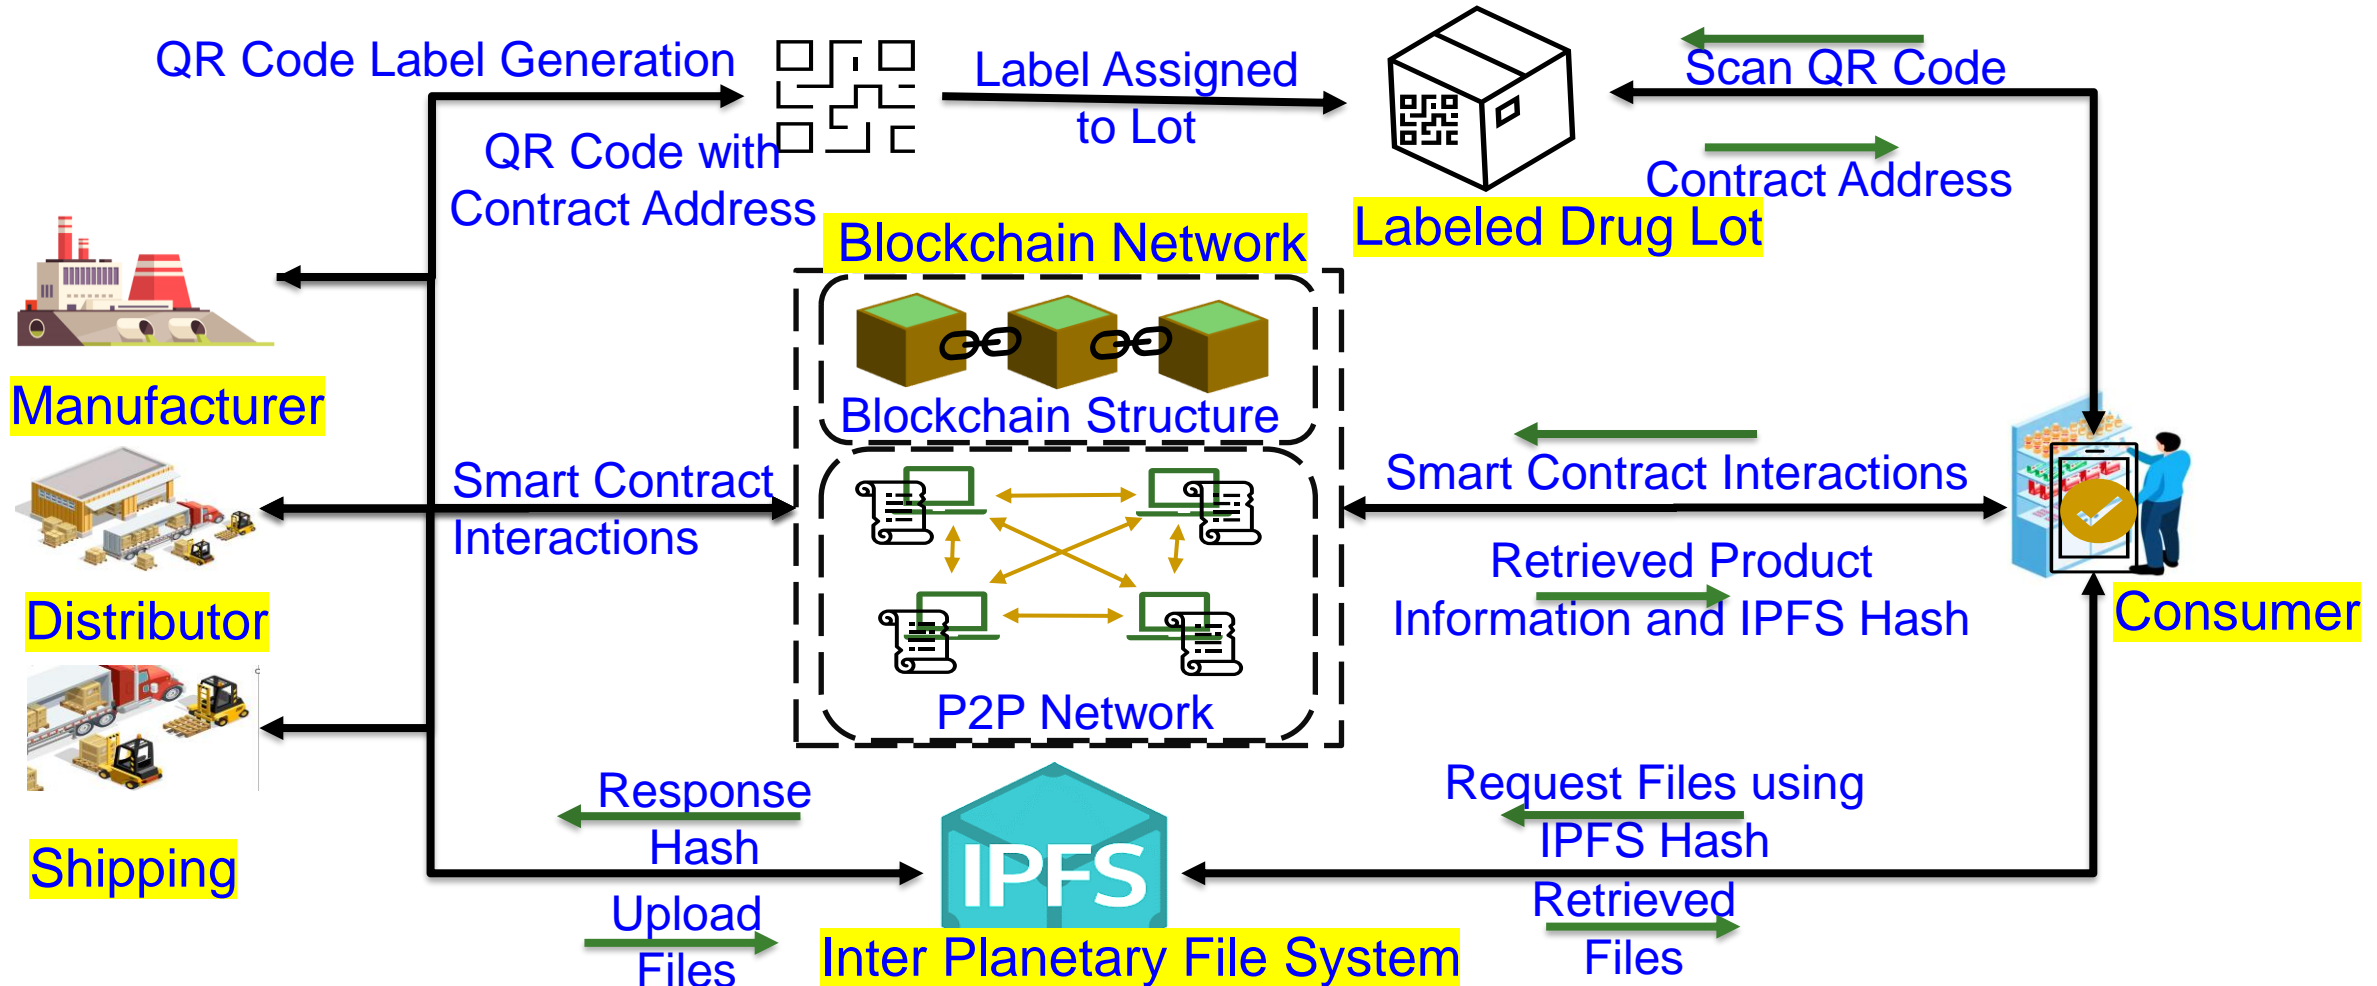 QR Code Label Generation
QR Code with
Contract Address
Label Assigned
to Lot
Scan QR Code
Contract Address
Labeled Drug Lot
Blockchain Network
Blockchain Structure
Manufacturer
Smart Contract
Interactions
Distributor
P2P Network
Smart Contract Interactions
Retrieved Product
Information and IPFS Hash
Consumer
Shipping
Response
Hash
Upload
Files
IPFS
Inter Planetary File System
Request Files using
IPFS Hash
Retrieved
Files